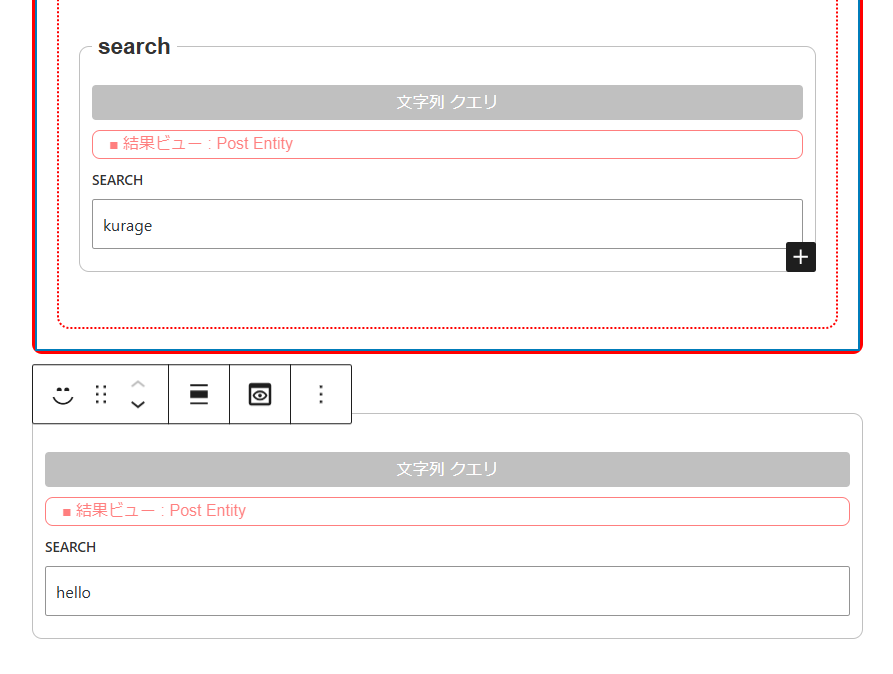 search
文字列 クエリ
■ 結果ビュー : Post Entity
SEARCH
kurage
文字列 クエリ
■ 結果ビュー : Post Entity
SEARCH
hello